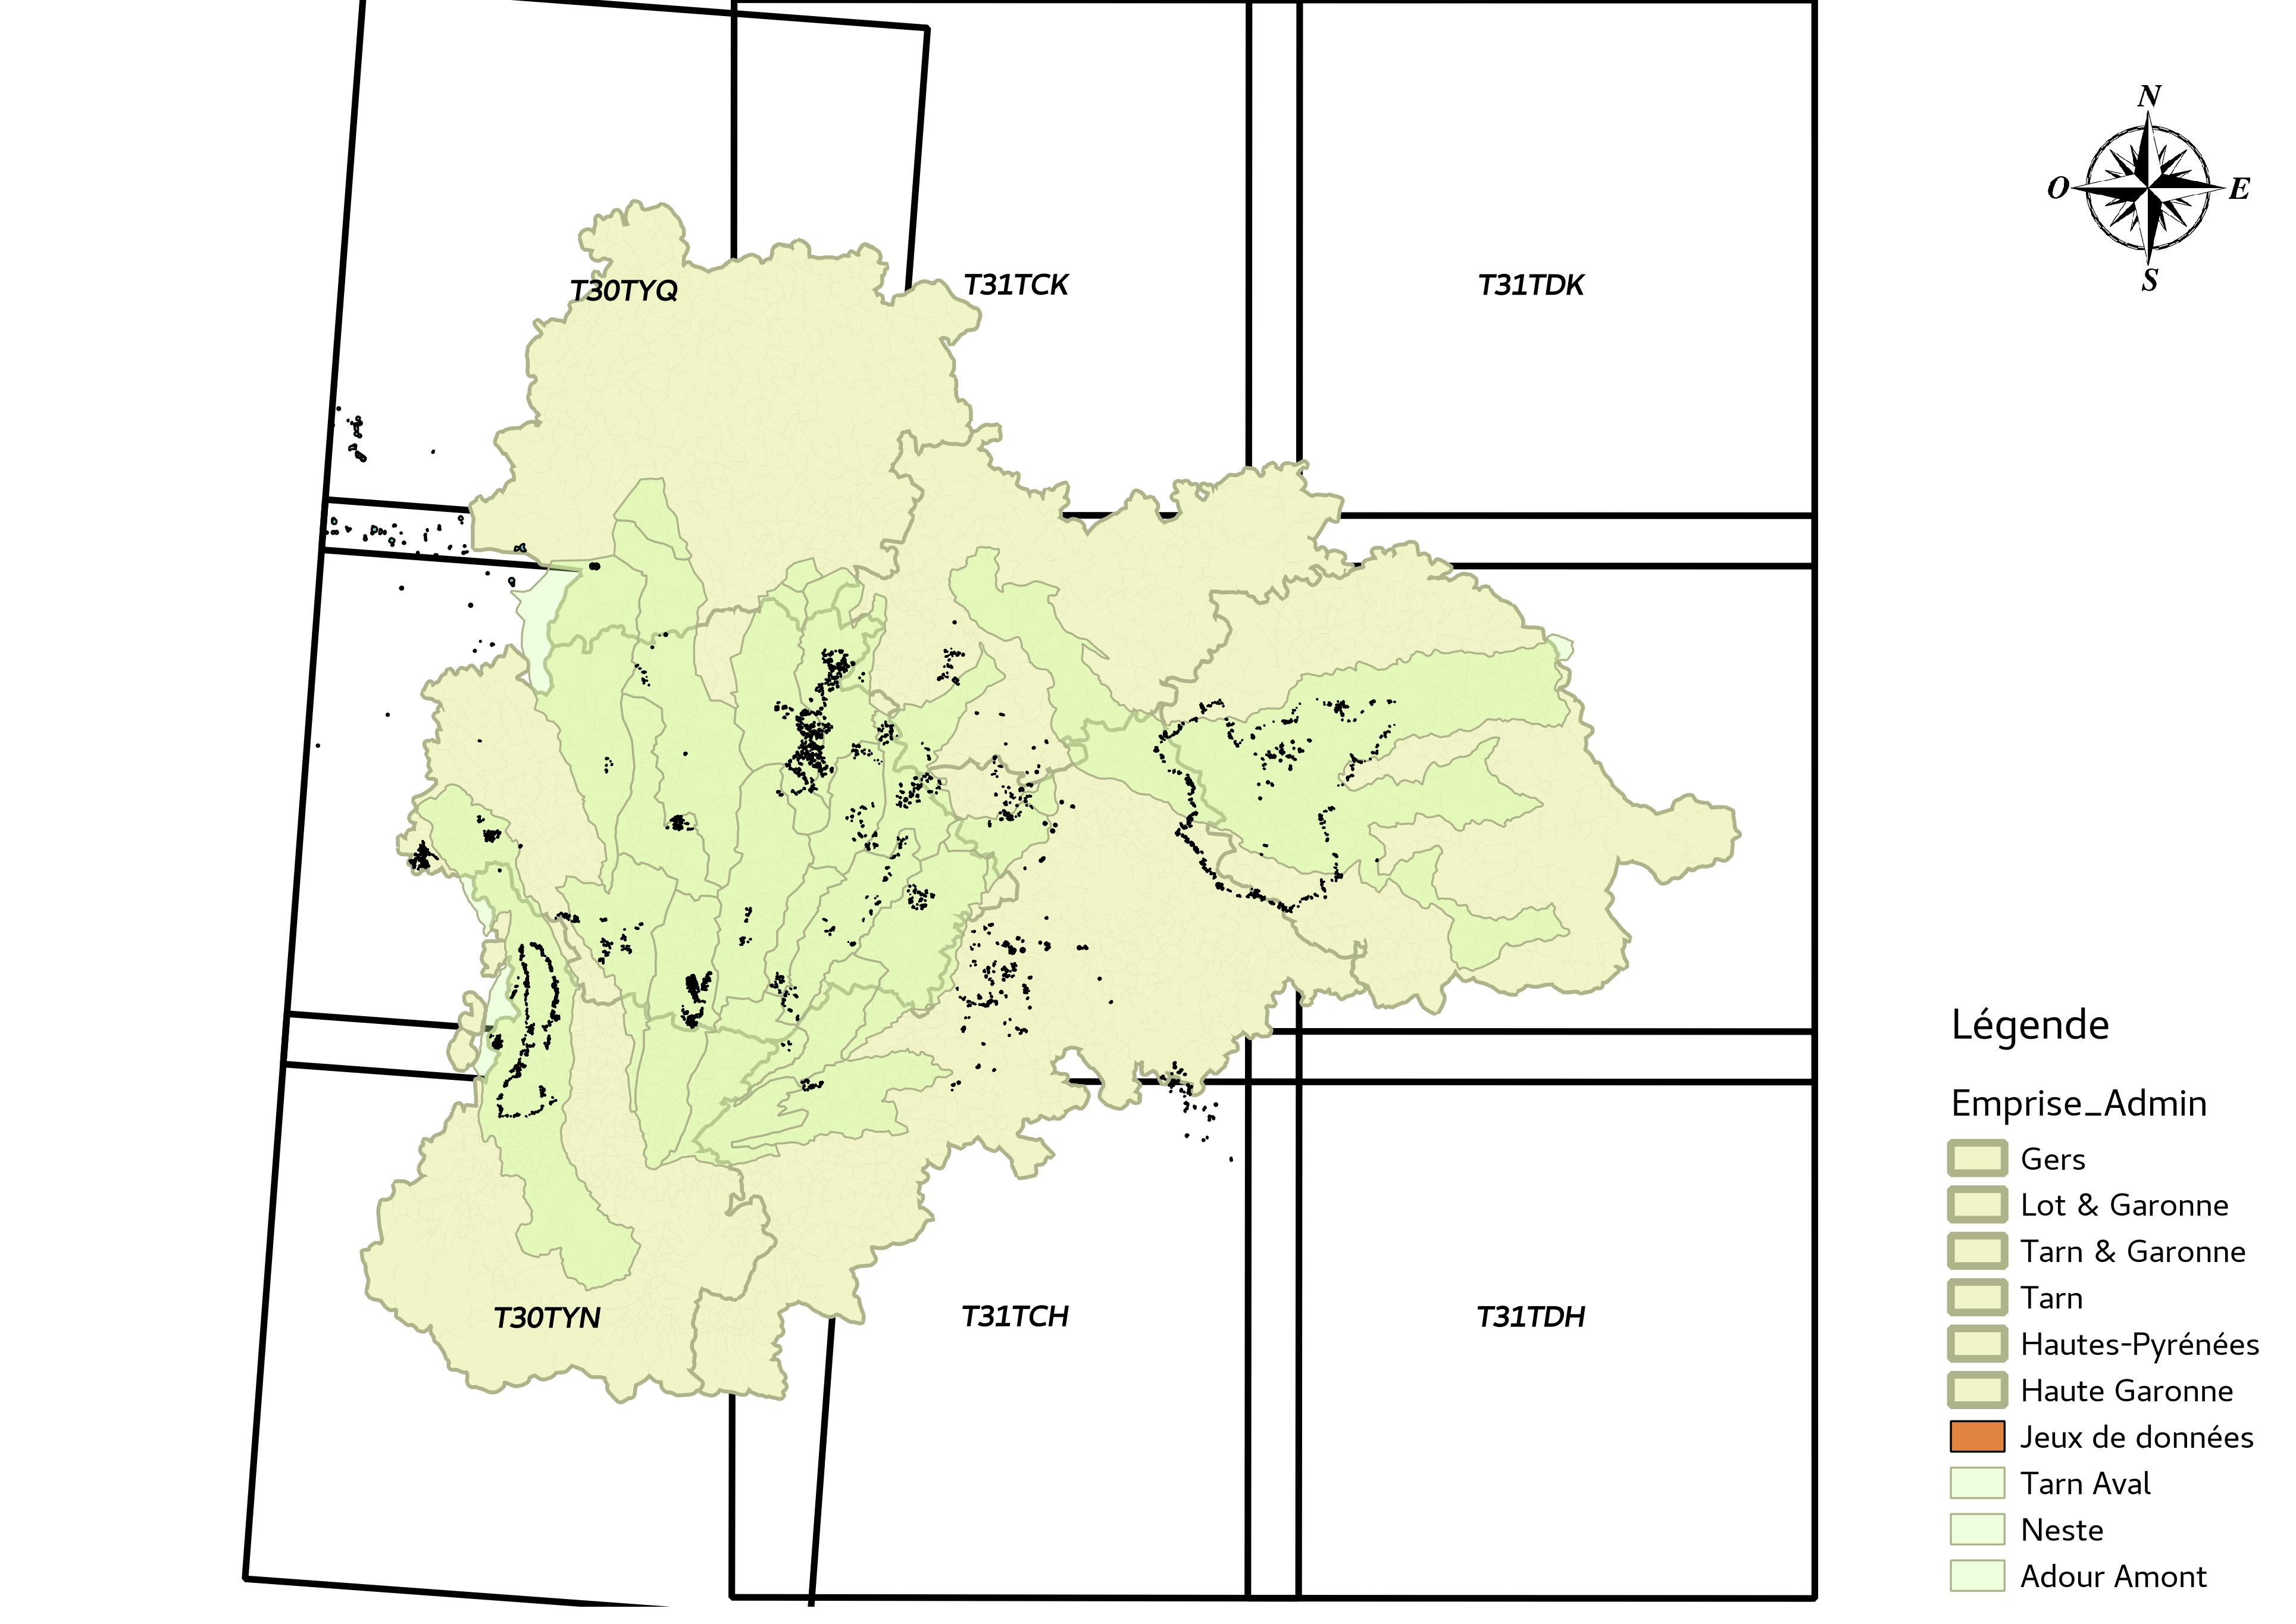 N
O E
S
T30TYQ
T31TCK
T31TDK
T30TYN
T31TCH
T31TDH
Légende
Emprise_Admin
Gers
Lot & Garonne
Tarn & Garonne
Tarn
Hautes-Pyrénées
Haute Garonne
Jeux de données
Tarn Aval
Neste
Adour Amont